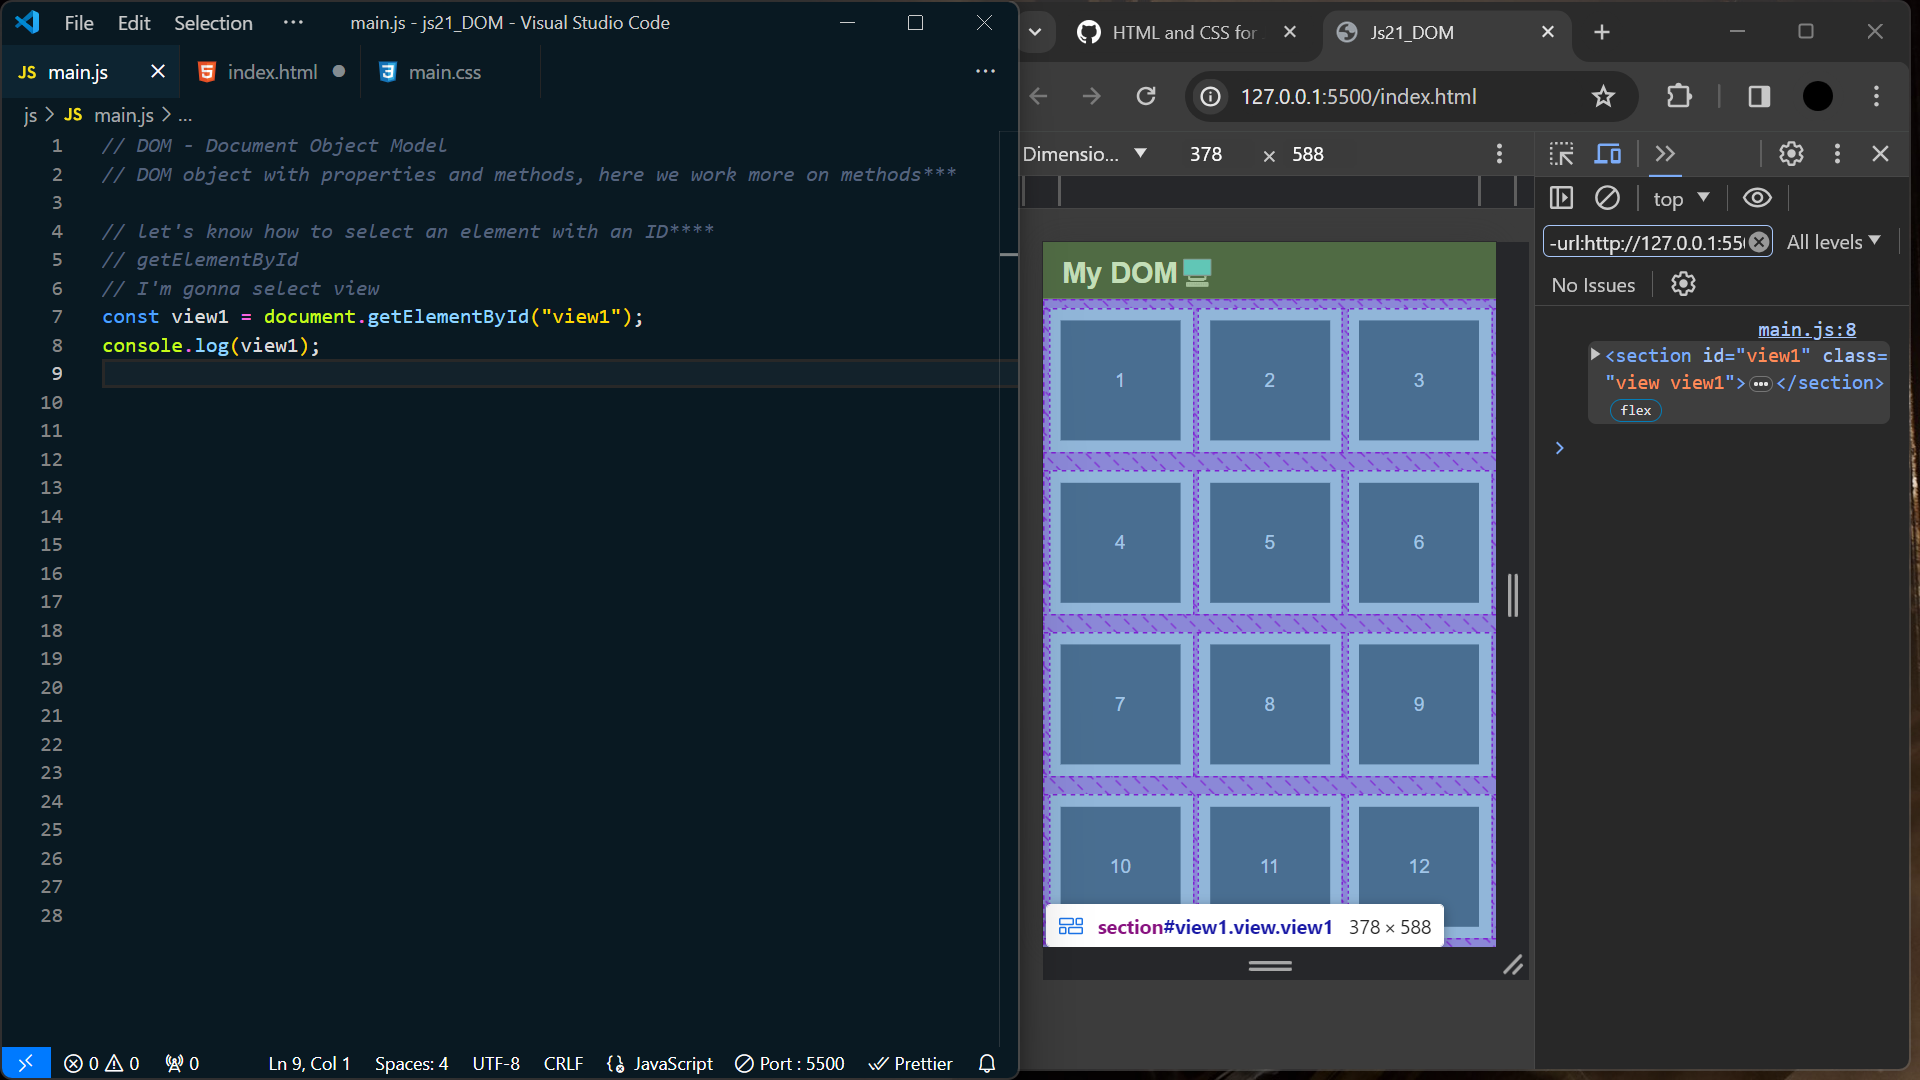 File Edit Selection ··· main.js - js21_DOM - Visual Studio Code
JS main.js index.html main.css ···
js > JS main.js > ...
1 // DOM - Document Object Model
2 // DOM object with properties and methods, here we work more on methods***
3
4 // let's know how to select an element with an ID****
5 // getElementById
6 // I'm gonna select view
7 const view1 = document.getElementById("view1");
8 console.log(view1);
9
10
11
12
13
14
15
16
17
18
19
20
21
22
23
24
25
26
27
28
0 0 0 Ln 9, Col 1 Spaces: 4 UTF-8 CRLF JavaScript Port : 5500 Prettier
HTML and CSS for Js21_DOM
127.0.0.1:5500/index.html
Dimensio... 378 × 588
My DOM
1 2 3
4 5 6
7 8 9
10 11 12
section#view1.view.view1 378 × 588
top
-url:http://127.0.0.1:550 All levels
No Issues
main.js:8
<section id="view1" class=
"view view1">…</section>
flex